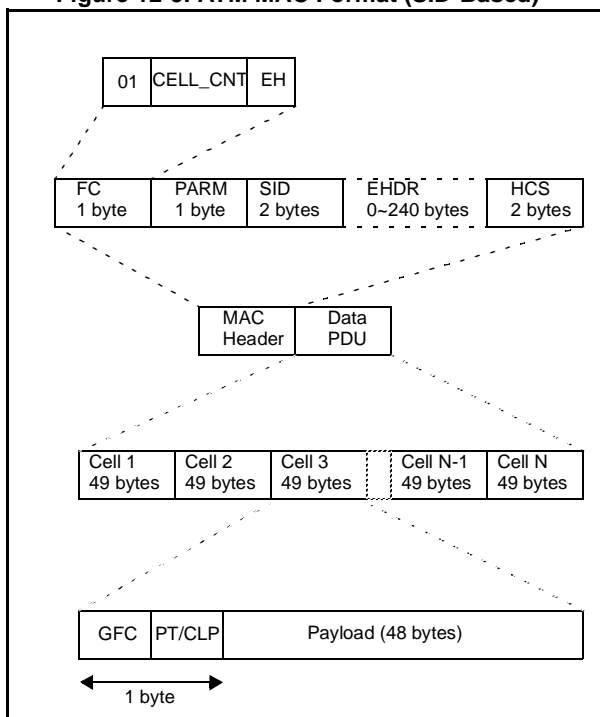 Figure 12-3. ATM MAC Format (SID-Based)
01 CELL_CNT EH
FC PARM SID EHDR HCS
1 byte 1 byte 2 bytes 0~240 bytes 2 bytes
MAC Data
Header PDU
Cell 1 Cell 2 Cell 3 Cell N-1 Cell N
49 bytes 49 bytes 49 bytes 49 bytes 49 bytes
GFC PT/CLP Payload (48 bytes)
1 byte